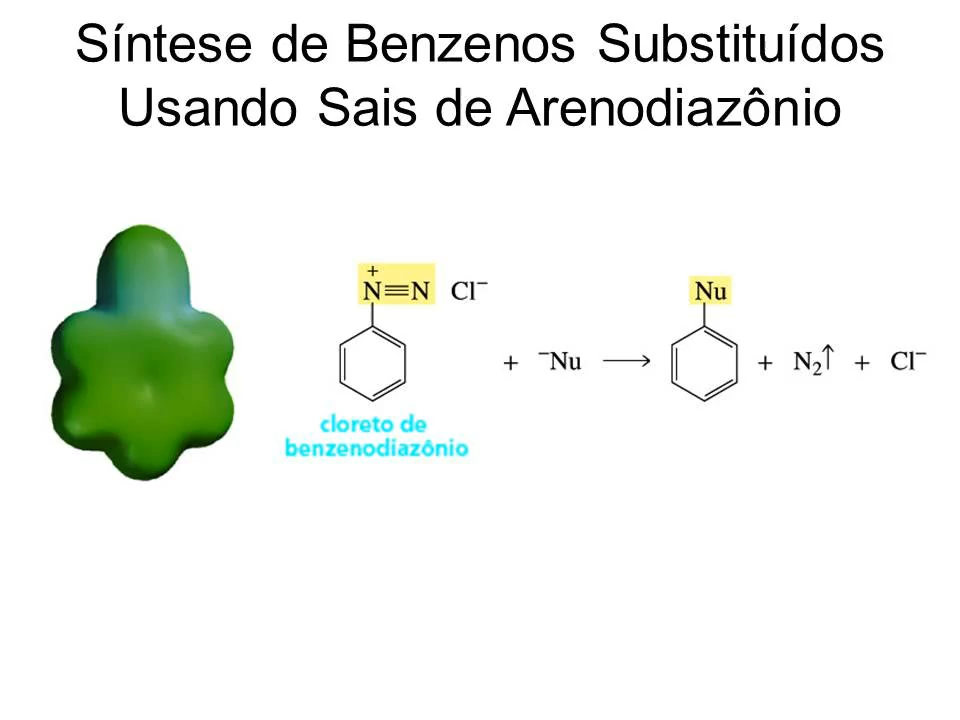 Síntese de Benzenos Substituídos
Usando Sais de Arenodiazônio
+
N≡N Cl⁻
Nu
+ ⁻Nu ⟶ + N₂↑ + Cl⁻
cloreto de
benzenodiazônio